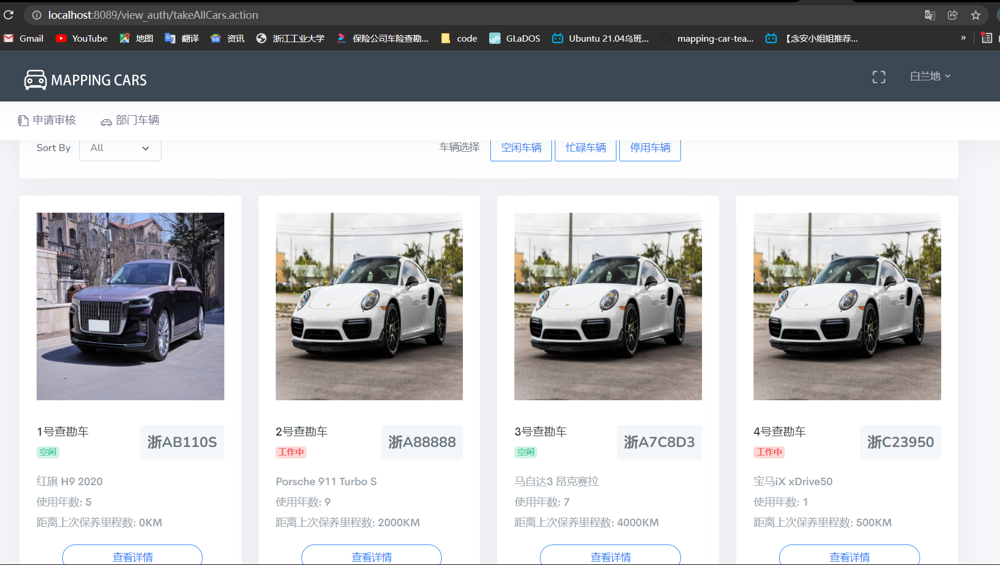 localhost:8089/view_auth/takeAllCars.action
Gmail YouTube 地图 翻译 资讯 浙江工业大学 保险公司车险查勘... code GLaDOS Ubuntu 21.04乌班... mapping-car-tea... 【念安小姐姐推荐... »
MAPPING CARS 白兰地
申请审核 部门车辆
Sort By All 车辆选择 空闲车辆 忙碌车辆 停用车辆
1号查勘车
空闲
浙AB110S
红旗 H9 2020
使用年数: 5
距离上次保养里程数: 0KM
查看详情
2号查勘车
工作中
浙A88888
Porsche 911 Turbo S
使用年数: 9
距离上次保养里程数: 2000KM
查看详情
3号查勘车
空闲
浙A7C8D3
马自达3 昂克赛拉
使用年数: 7
距离上次保养里程数: 4000KM
查看详情
4号查勘车
工作中
浙C23950
宝马iX xDrive50
使用年数: 1
距离上次保养里程数: 500KM
查看详情